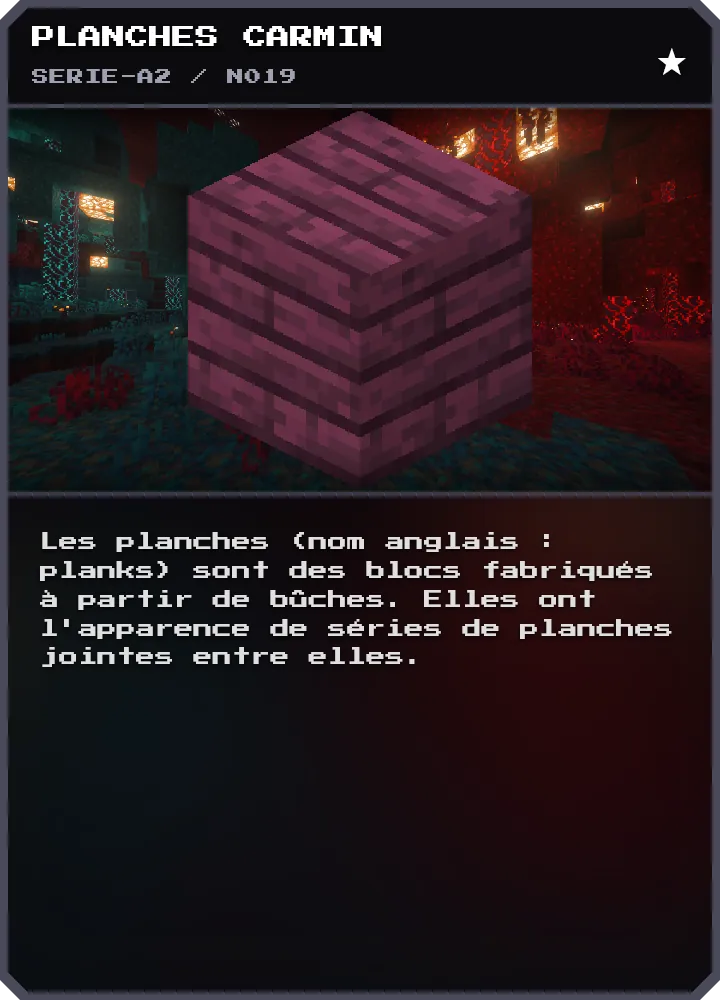 PLANCHES CARMIN
SERIE-A2 / N019
★
Les planches (nom anglais :
planks) sont des blocs fabriqués
à partir de bûches. Elles ont
l'apparence de séries de planches
jointes entre elles.